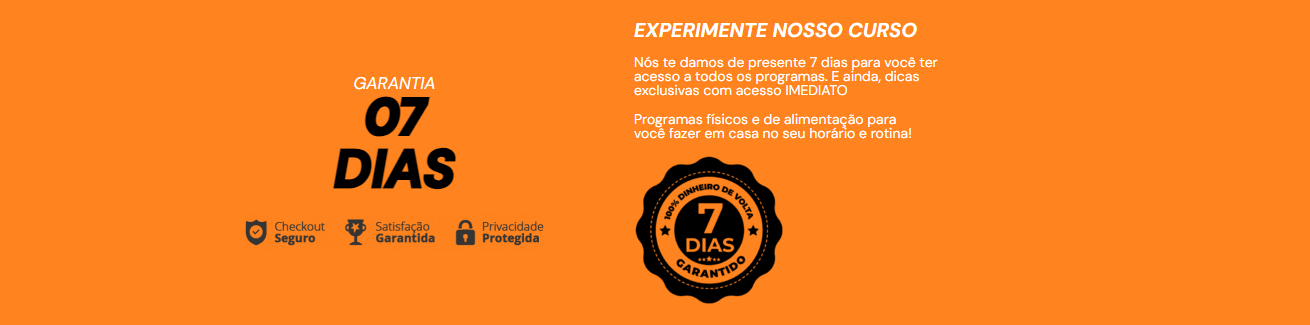 GARANTIA
07
DIAS
Checkout
Seguro
Satisfação
Garantida
Privacidade
Protegida
EXPERIMENTE NOSSO CURSO
Nós te damos de presente 7 dias para você ter
acesso a todos os programas. E ainda, dicas
exclusivas com acesso IMEDIATO
Programas físicos e de alimentação para
você fazer em casa no seu horário e rotina!
100% DINHEIRO DE VOLTA
7
DIAS
GARANTIDO